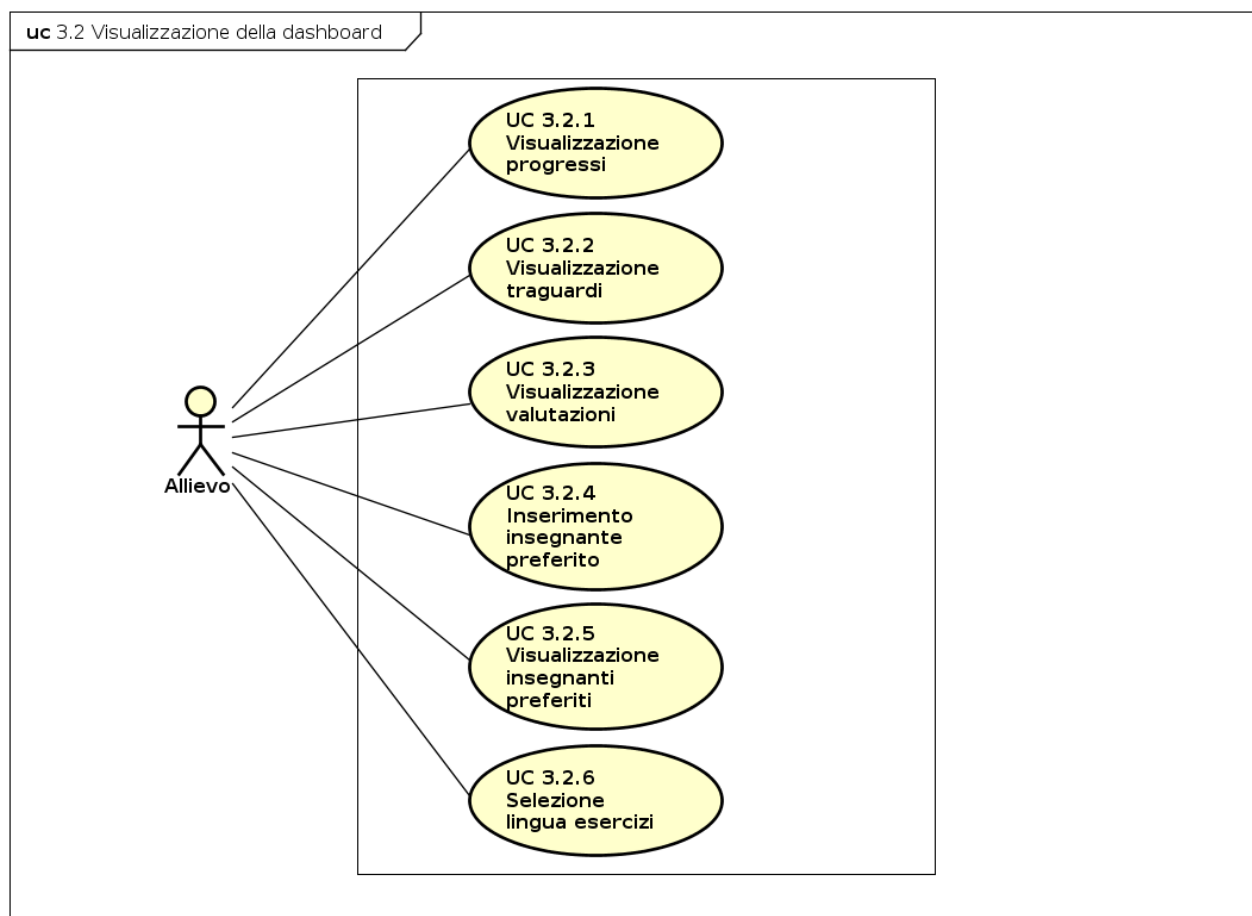 uc 3.2 Visualizzazione della dashboard
UC 3.2.1
Visualizzazione
progressi
UC 3.2.2
Visualizzazione
traguardi
UC 3.2.3
Visualizzazione
valutazioni
Allievo
UC 3.2.4
Inserimento
insegnante
preferito
UC 3.2.5
Visualizzazione
insegnanti
preferiti
UC 3.2.6
Selezione
lingua esercizi